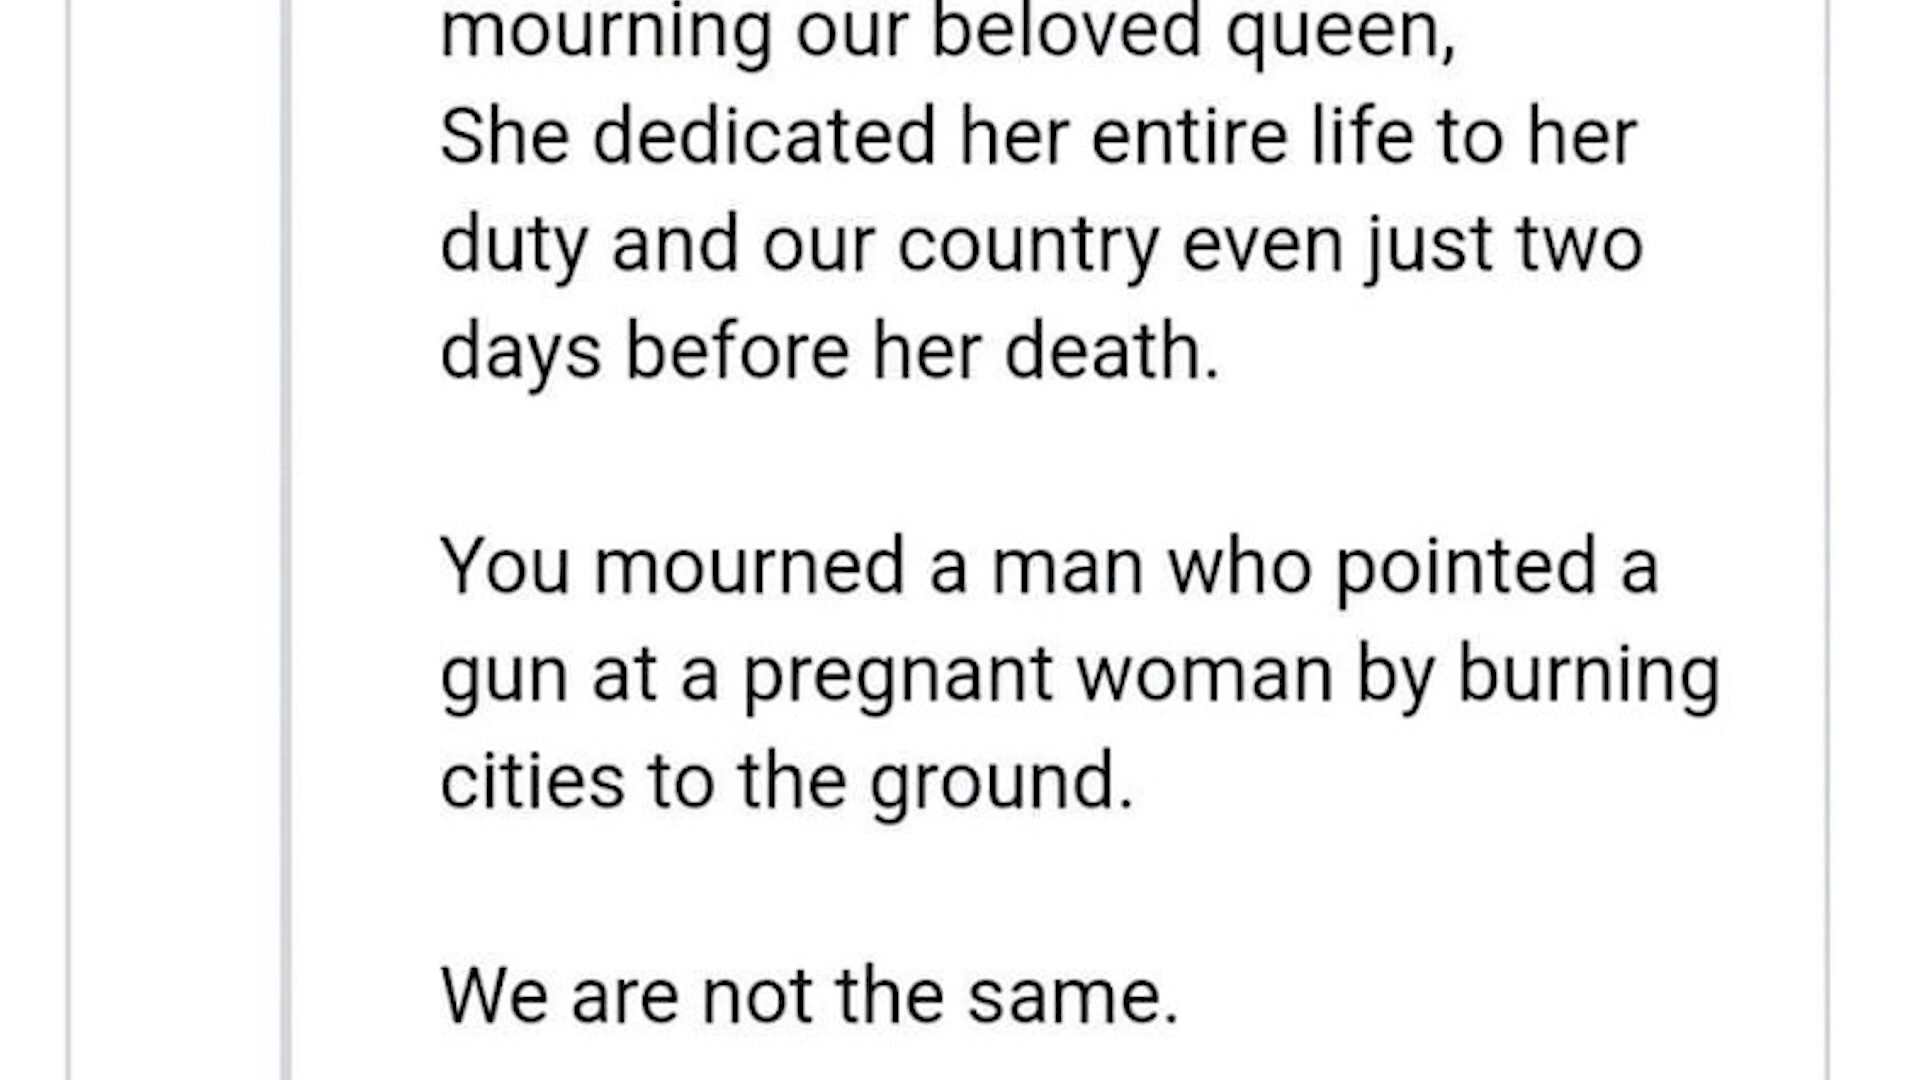 mourning our beloved queen,
She dedicated her entire life to her
duty and our country even just two
days before her death.
You mourned a man who pointed a
gun at a pregnant woman by burning
cities to the ground.
We are not the same.